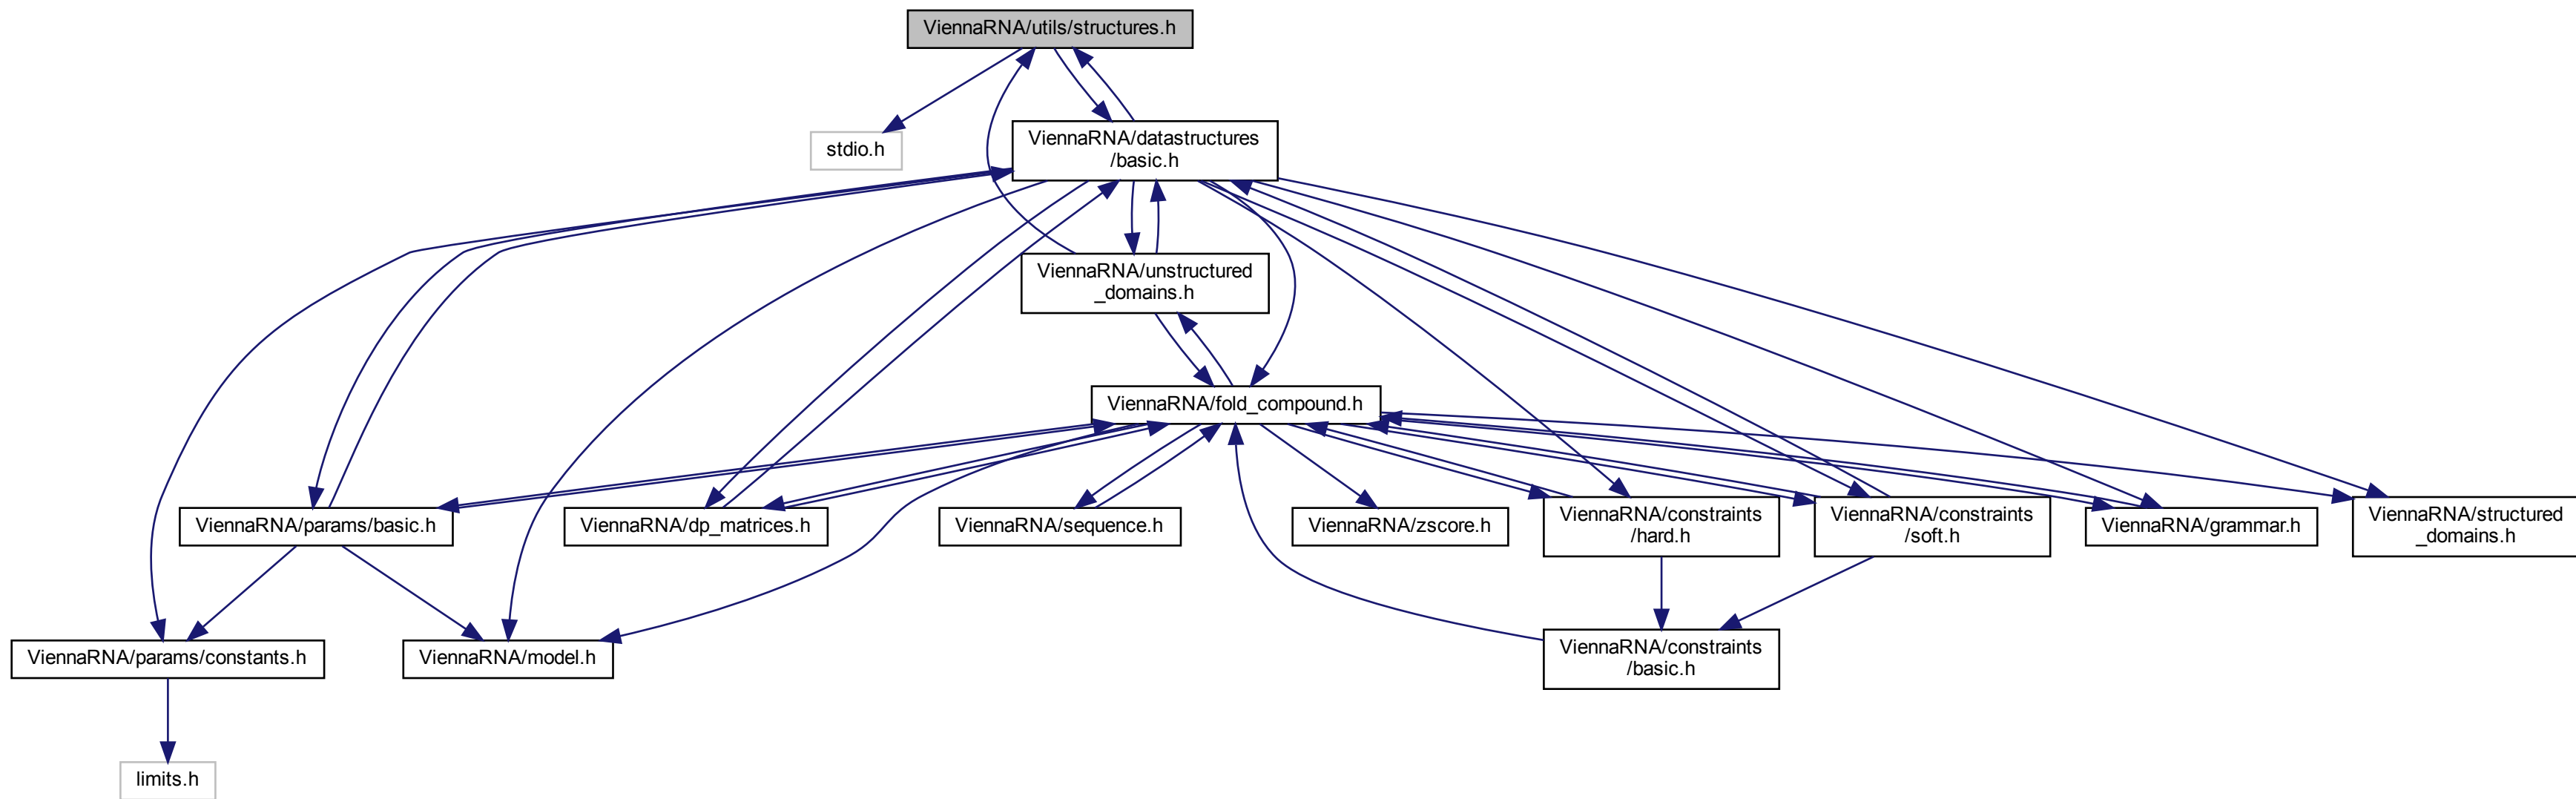 ViennaRNA/utils/structures.h
stdio.h
ViennaRNA/datastructures
/basic.h
ViennaRNA/unstructured
_domains.h
ViennaRNA/fold_compound.h
ViennaRNA/params/basic.h
ViennaRNA/dp_matrices.h
ViennaRNA/sequence.h
ViennaRNA/zscore.h
ViennaRNA/constraints
/hard.h
ViennaRNA/constraints
/soft.h
ViennaRNA/grammar.h
ViennaRNA/structured
_domains.h
ViennaRNA/params/constants.h
ViennaRNA/model.h
ViennaRNA/constraints
/basic.h
limits.h